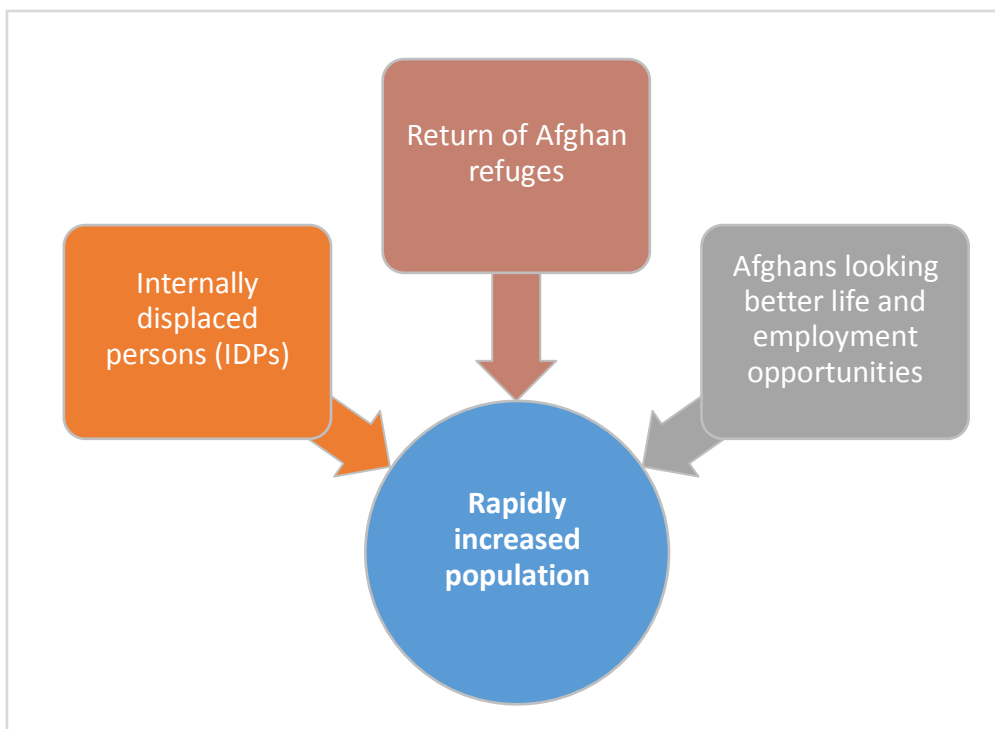 Return of Afghan
refuges
Internally
displaced
persons (IDPs)
Afghans looking
better life and
employment
opportunities
Rapidly
increased
population